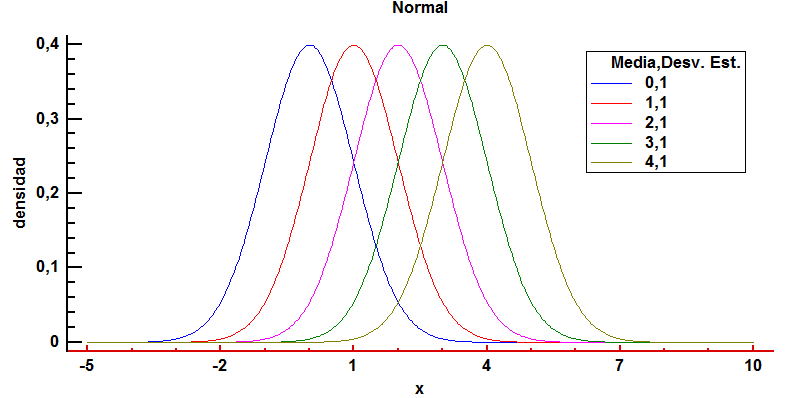 Normal
Media,Desv. Est.
0,1
1,1
2,1
3,1
4,1
densidad
0,4
0,3
0,2
0,1
0
-5 -2 1 4 7 10
x